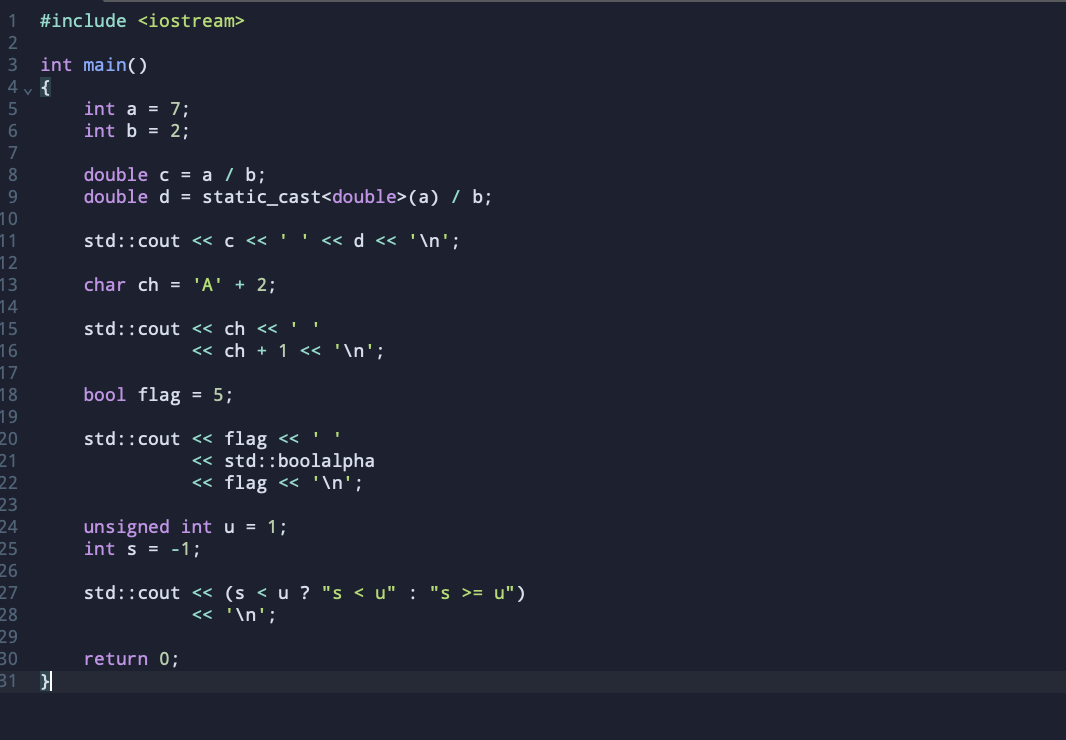 1 #include <iostream>
2
3 int main()
4 {
5     int a = 7;
6     int b = 2;
7
8     double c = a / b;
9     double d = static_cast<double>(a) / b;
10
11     std::cout << c << ' ' << d << '\n';
12
13     char ch = 'A' + 2;
14
15     std::cout << ch << ' '
16               << ch + 1 << '\n';
17
18     bool flag = 5;
19
20     std::cout << flag << ' '
21               << std::boolalpha
22               << flag << '\n';
23
24     unsigned int u = 1;
25     int s = -1;
26
27     std::cout << (s < u ? "s < u" : "s >= u")
28               << '\n';
29
30     return 0;
31 }